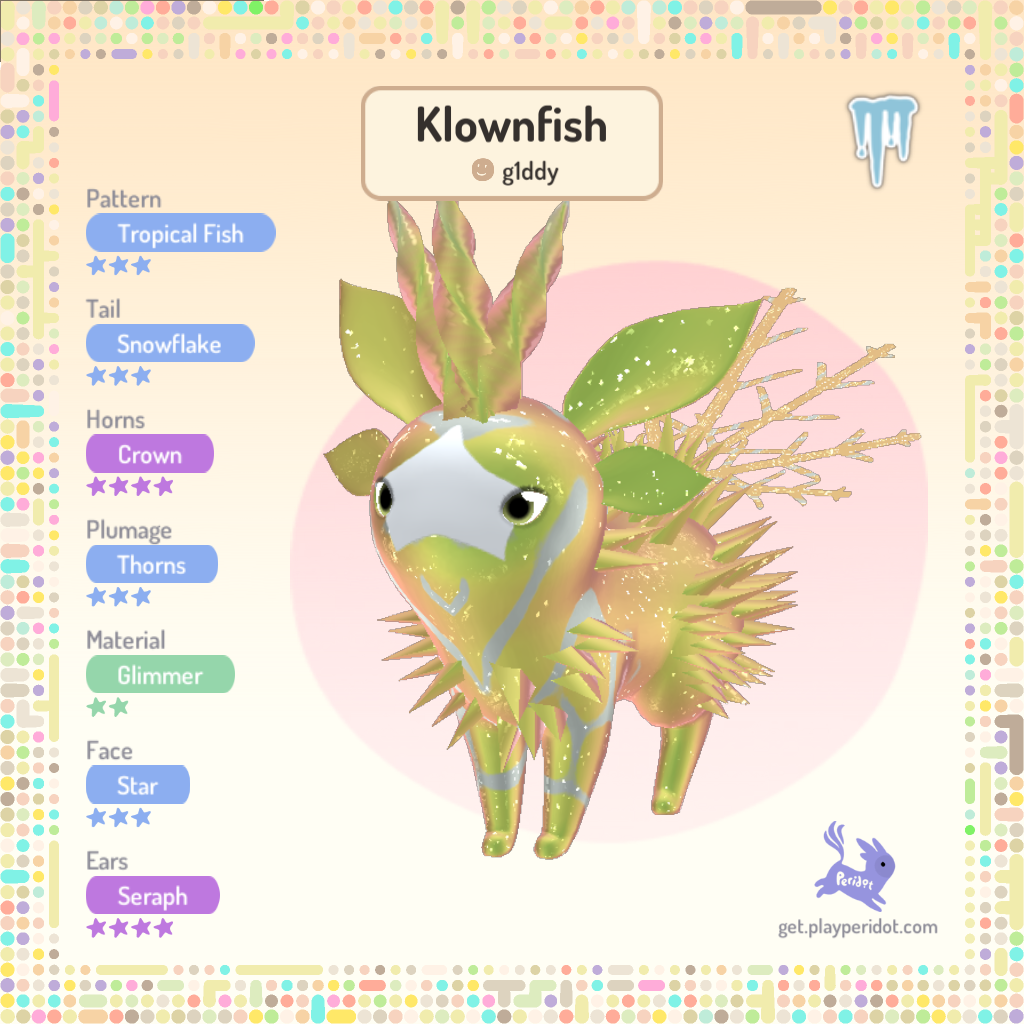 Klownfish
g1ddy
Pattern
Tropical Fish
Tail
Snowflake
Horns
Crown
Plumage
Thorns
Material
Glimmer
Face
Star
Ears
Seraph
Peridot
get.playperidot.com